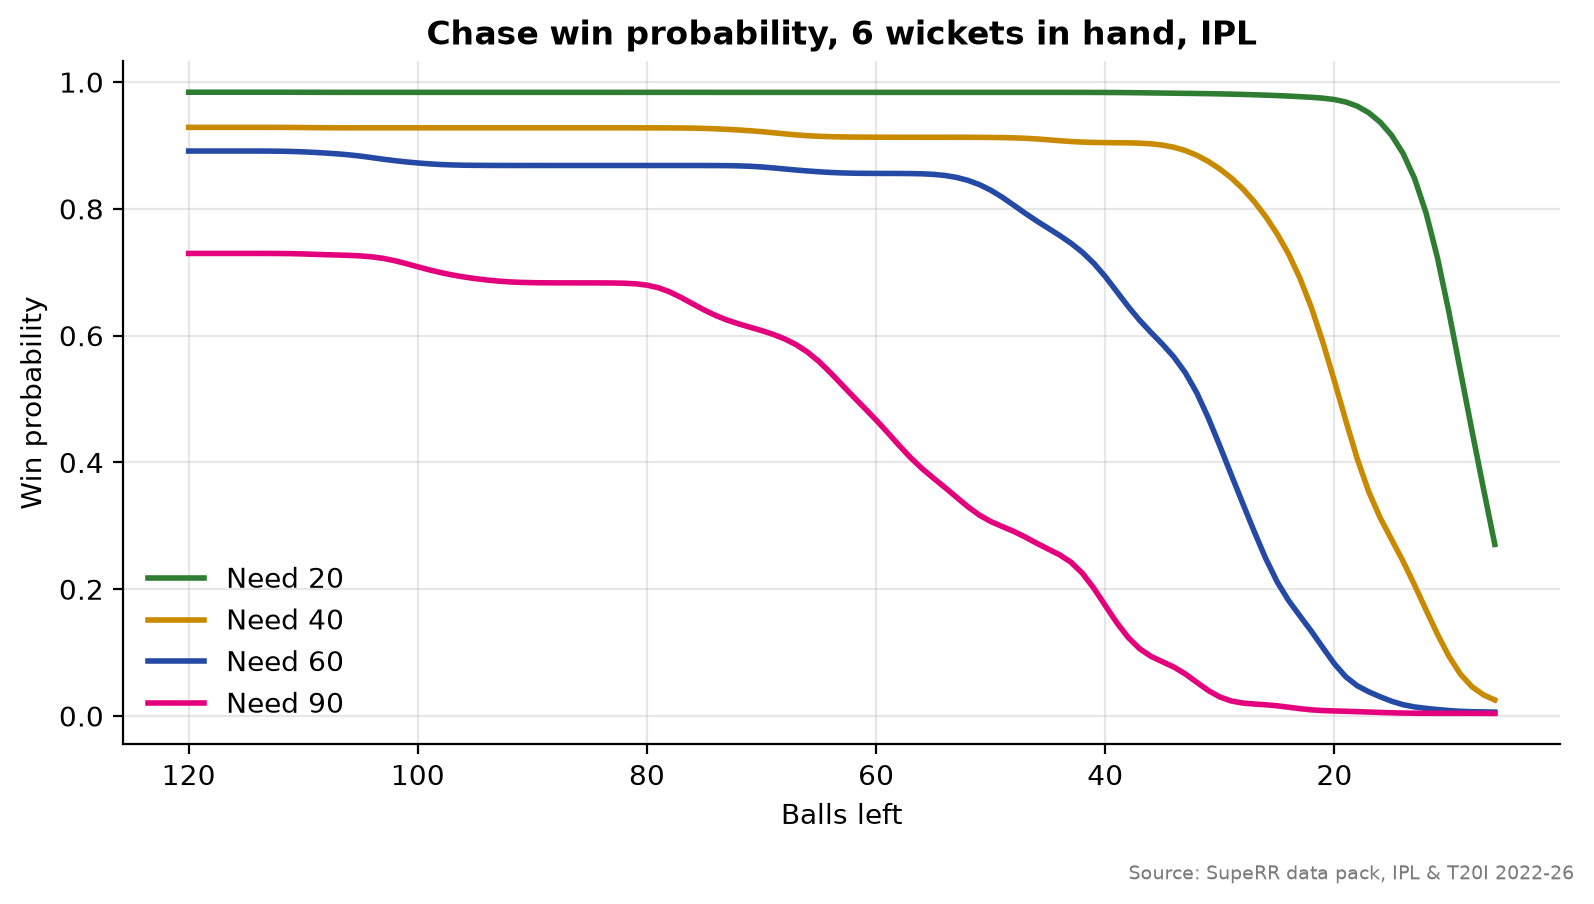 Chase win probability, 6 wickets in hand, IPL
Win probability
1.0
0.8
0.6
0.4
0.2
0.0
Need 20
Need 40
Need 60
Need 90
120
100
80
60
40
20
Balls left
Source: SupeRR data pack, IPL & T20I 2022-26